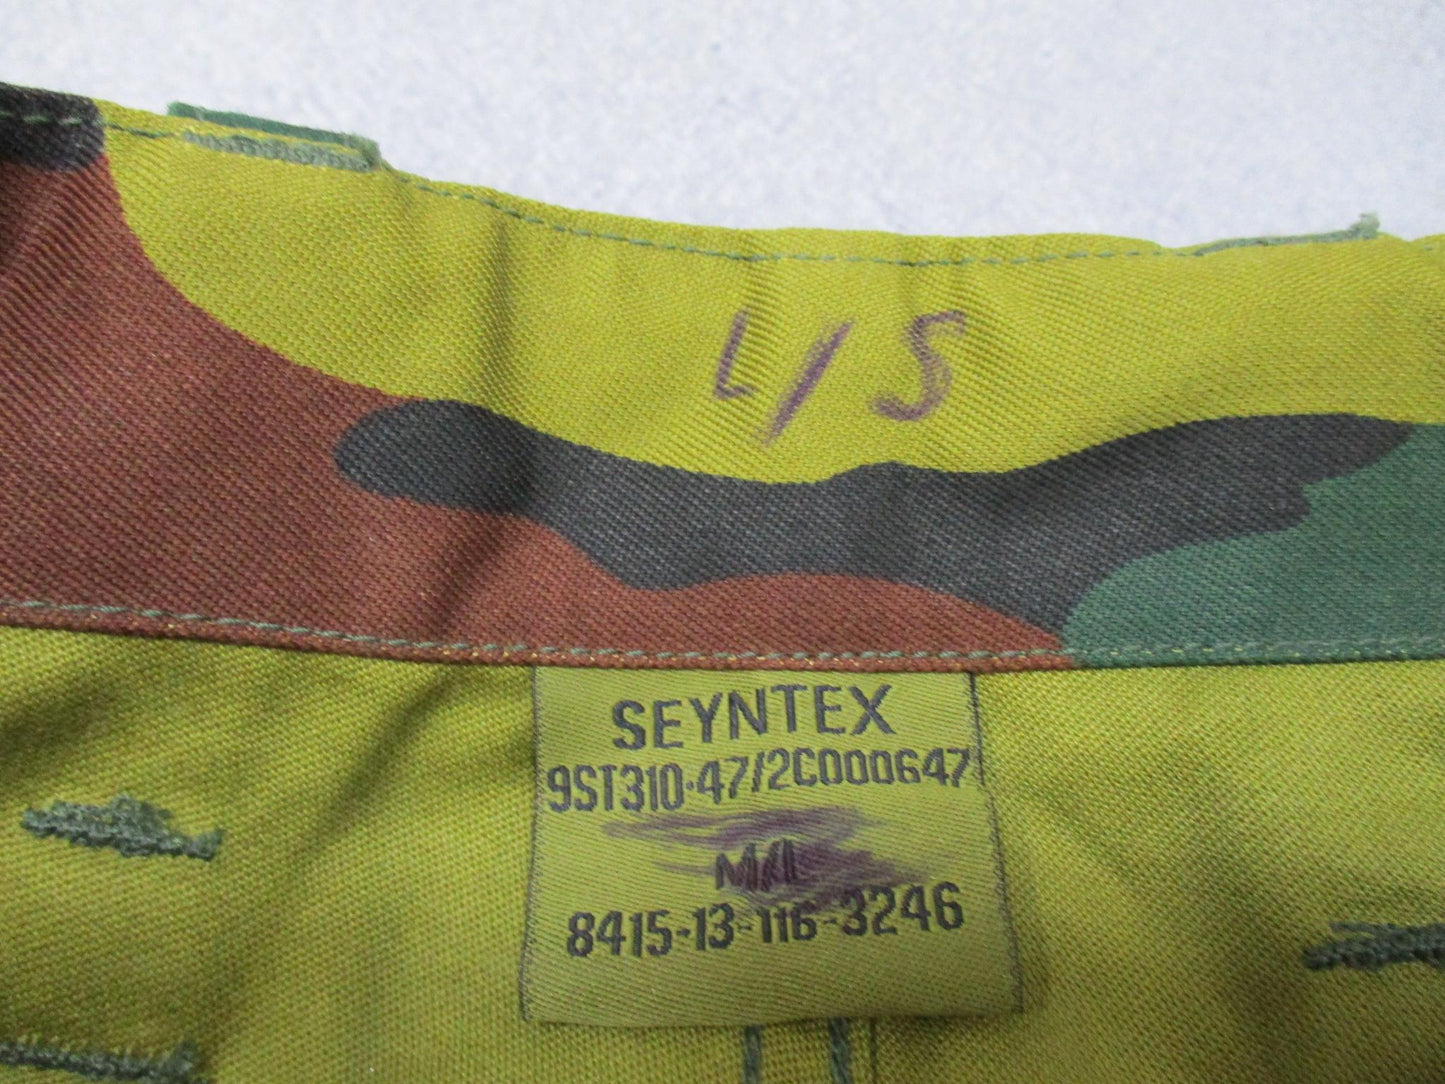 L/S
SEYNTEX
9ST310·47/2C000647
M/L
8415-13-116-3246